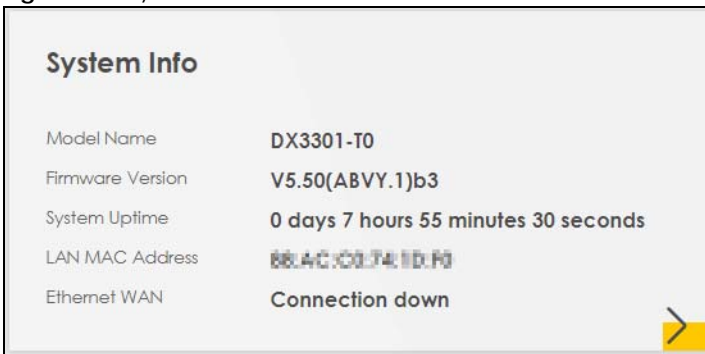 System Info
Model Name DX3301-T0
Firmware Version V5.50(ABVY.1)b3
System Uptime 0 days 7 hours 55 minutes 30 seconds
LAN MAC Address
Ethernet WAN Connection down